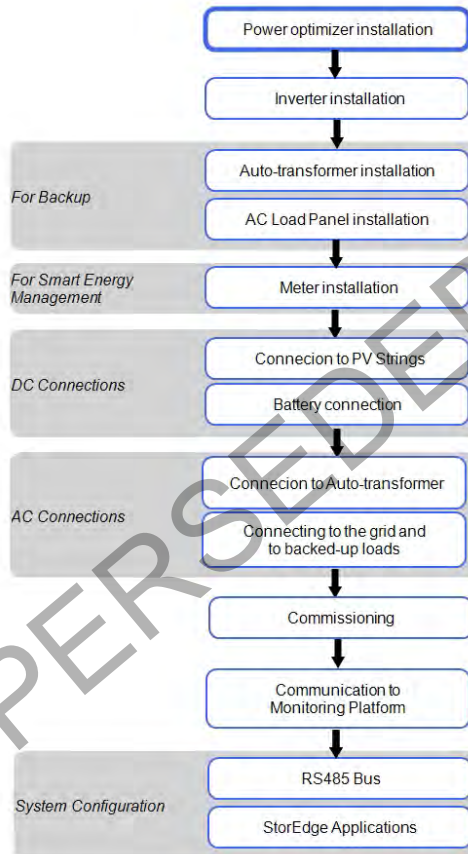 Power optimizer installation
Inverter installation
For Backup
Auto-transformer installation
AC Load Panel installation
For Smart Energy
Management
Meter installation
DC Connections
Connecion to PV Strings
Battery connection
AC Connections
Connecion to Auto-transformer
Connecting to the grid and
to backed-up loads
Commissioning
Communication to
Monitoring Platform
System Configuration
RS485 Bus
StorEdge Applications
PERSEDE